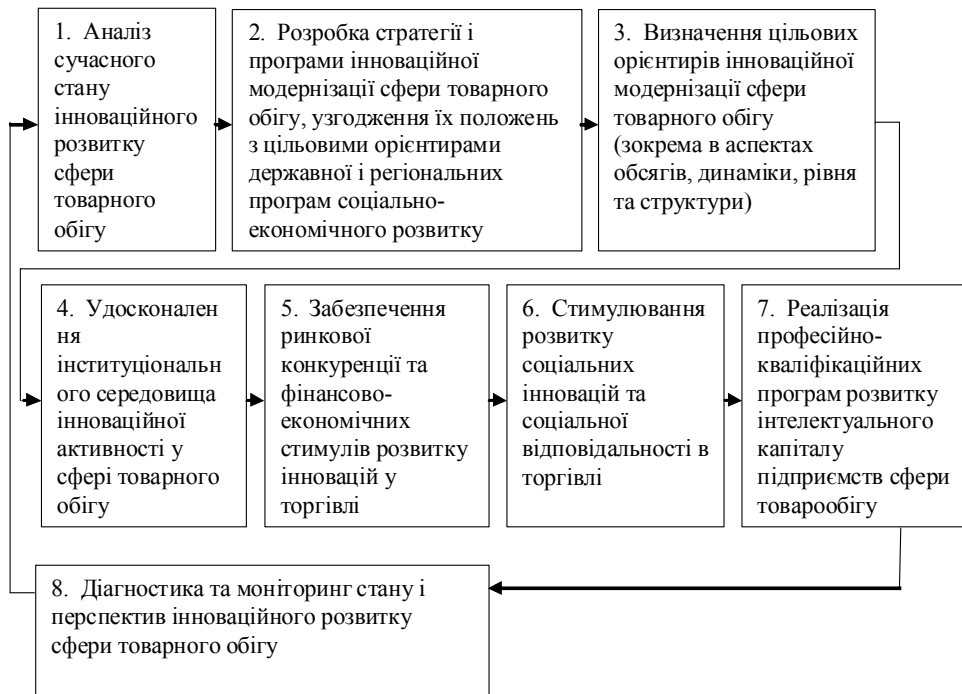 1. Аналіз
сучасного
стану
інноваційного
розвитку
сфери
товарного
обігу
2. Розробка стратегії і
програми інноваційної
модернізації сфери товарного
обігу, узгодження їх положень
з цільовими орієнтирами
державної і регіональних
програм соціально-
економічного розвитку
3. Визначення цільових
орієнтирів інноваційної
модернізації сфери
товарного обігу
(зокрема в аспектах
обсягів, динаміки, рівня
та структури)
4. Удосконален
ня
інституціонально
го середовища
інноваційної
активності у
сфері товарного
обігу
5. Забезпечення
ринкової
конкуренції та
фінансово-
економічних
стимулів розвитку
інновацій у
торгівлі
6. Стимулювання
розвитку
соціальних
інновацій та
соціальної
відповідальності в
торгівлі
7. Реалізація
професійно-
кваліфікаційних
програм розвитку
інтелектуального
капіталу
підприємств сфери
товарообігу
8. Діагностика та моніторинг стану і
перспектив інноваційного розвитку
сфери товарного обігу